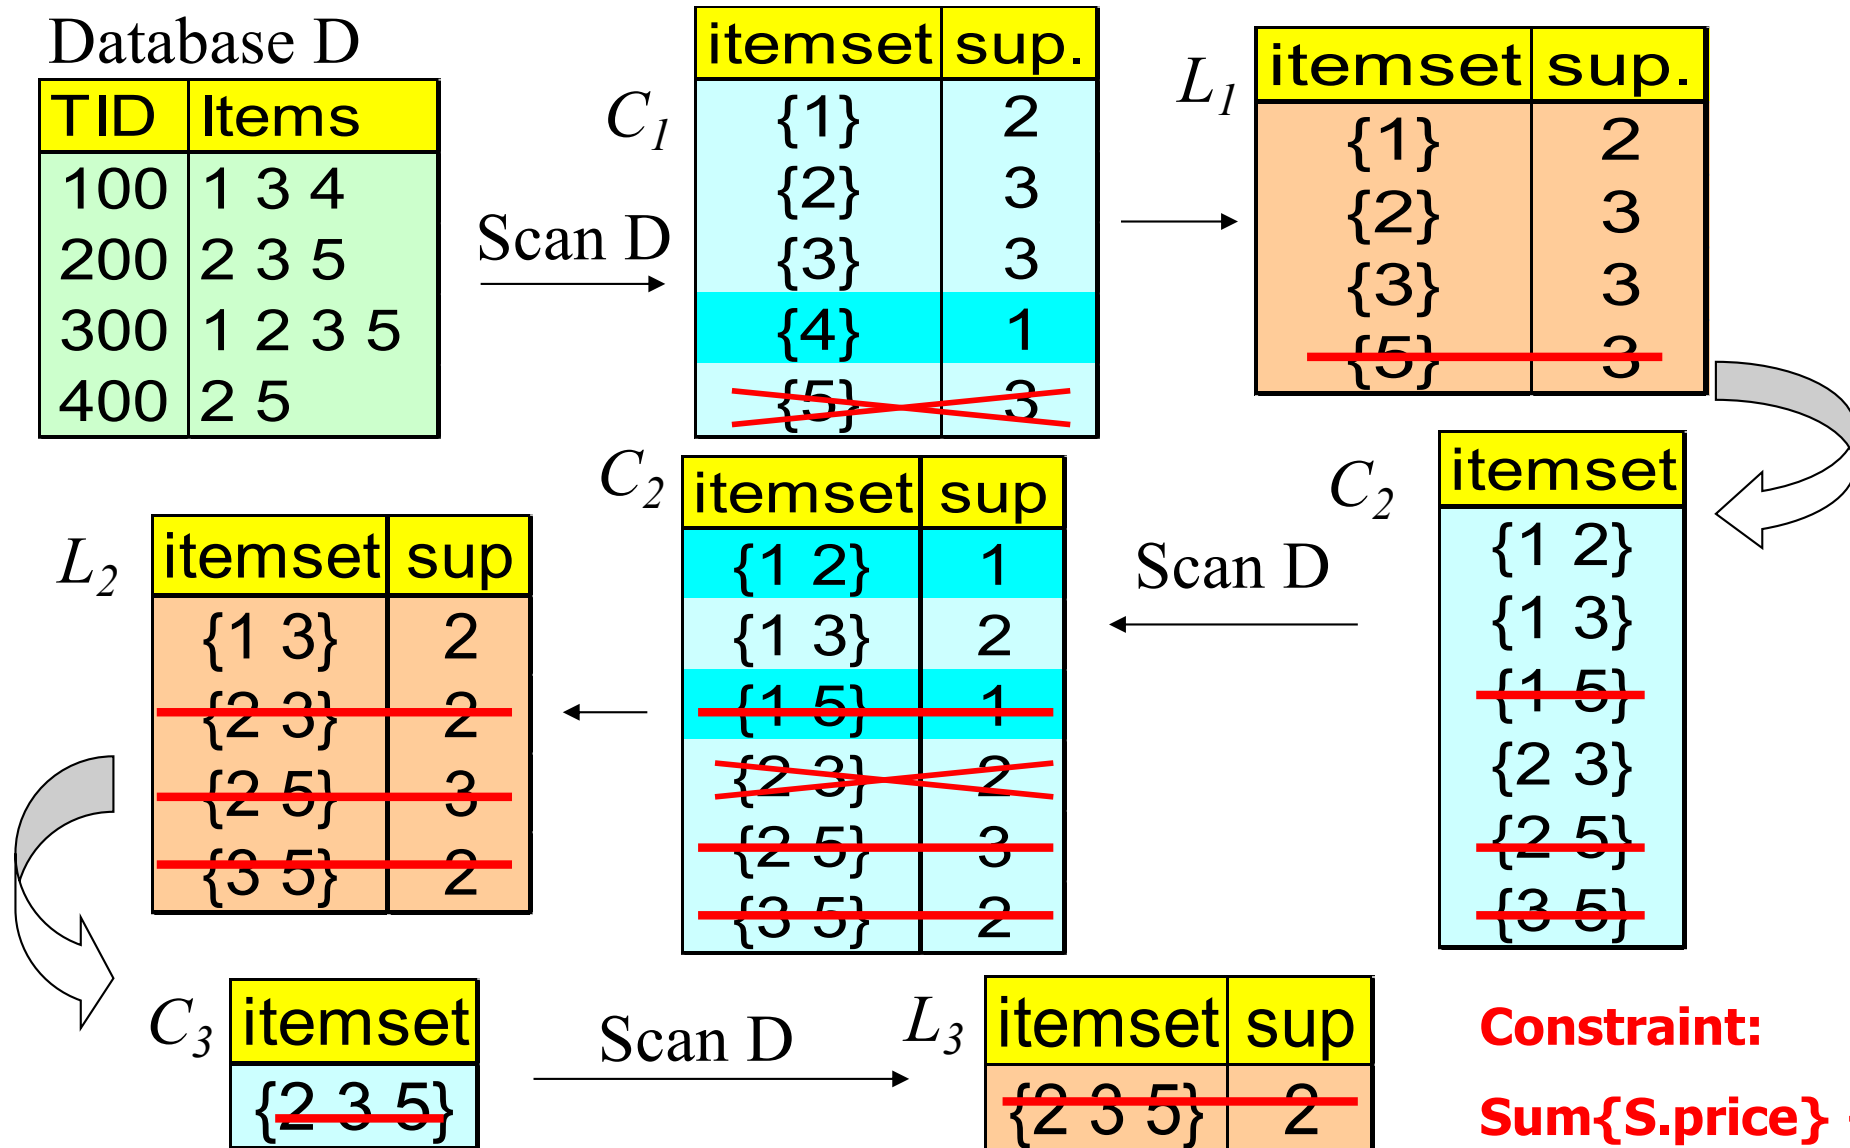 Database D
TID Items
100 1 3 4
200 2 3 5
300 1 2 3 5
400 2 5
Scan D
C1
itemset sup.
{1} 2
{2} 3
{3} 3
{4} 1
{5} 3
L1
itemset sup.
{1} 2
{2} 3
{3} 3
{5} 3
C2
itemset
{1 2}
{1 3}
{1 5}
{2 3}
{2 5}
{3 5}
Scan D
C2
itemset sup
{1 2} 1
{1 3} 2
{1 5} 1
{2 3} 2
{2 5} 3
{3 5} 2
L2
itemset sup
{1 3} 2
{2 3} 2
{2 5} 3
{3 5} 2
C3
itemset
{2 3 5}
Scan D
L3
itemset sup
{2 3 5} 2
Constraint:
Sum{S.price}